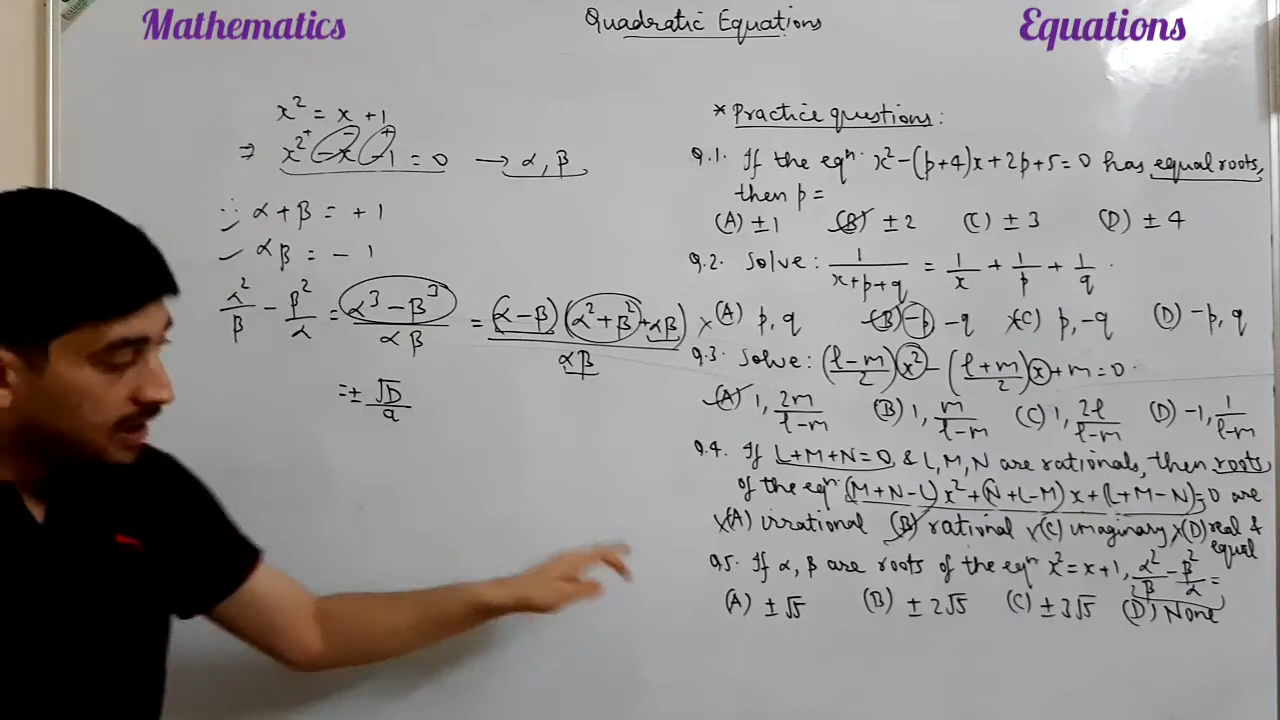 Mathematics
Quadratic Equations
Equations
x² = x + 1
⇒ x² - x - 1 = 0 → α, β
∴ α + β = + 1
αβ = - 1
α²/β - β²/α = (α³ - β³)/(αβ) = (α - β)(α² + β² + αβ)/(αβ)
= ± √D/a
* Practice questions:
Q.1. If the eqⁿ. x² - (p+4)x + 2p + 5 = 0 has equal roots,
then p =
(A) ± 1 (B) ± 2 (C) ± 3 (D) ± 4
Q.2. Solve: 1/(x+p+q) = 1/x + 1/p + 1/q .
(A) p, q (B) -p, -q (C) p, -q (D) -p, q
Q.3. Solve: ((l-m)/2) x² - ((l+m)/2) x + m = 0.
(A) 1, 2m/(l-m) (B) 1, m/(l-m) (C) 1, 2l/(l-m) (D) -1, 1/(l-m)
Q.4. If L+M+N=0, & L, M, N are rationals, then roots
of the eqⁿ (M+N-L)x² + (N+L-M)x + (L+M-N) = 0 are
(A) irrational (B) rational (C) imaginary (D) real &
equal
Q5. If α, β are roots of the eqⁿ x² = x+1, α²/β - β²/α =
(A) ± √5 (B) ± 2√5 (C) ± 3√5 (D) None